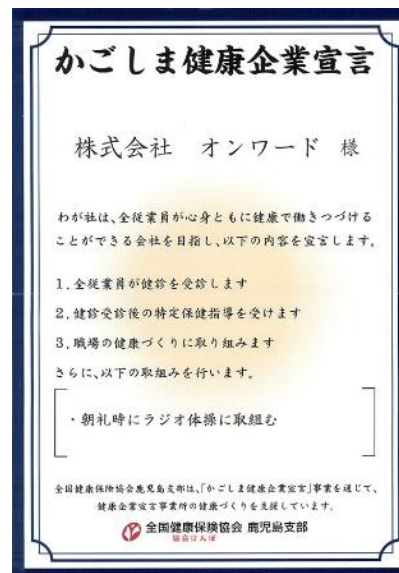 かごしま健康企業宣言
株式会社 オンワード 様
わが社は、全従業員が心身ともに健康で働きつづける
ことができる会社を目指し、以下の内容を宣言します。
1.全従業員が健診を受診します
2.健診受診後の特定保健指導を受けます
3.職場の健康づくりに取り組みます
さらに、以下の取組みを行います。
・朝礼時にラジオ体操に取組む
全国健康保険協会鹿児島支部は、「かごしま健康企業宣言」事業を通じて、
健康企業宣言事業所の健康づくりを支援しています。
全国健康保険協会 鹿児島支部
協会けんぽ